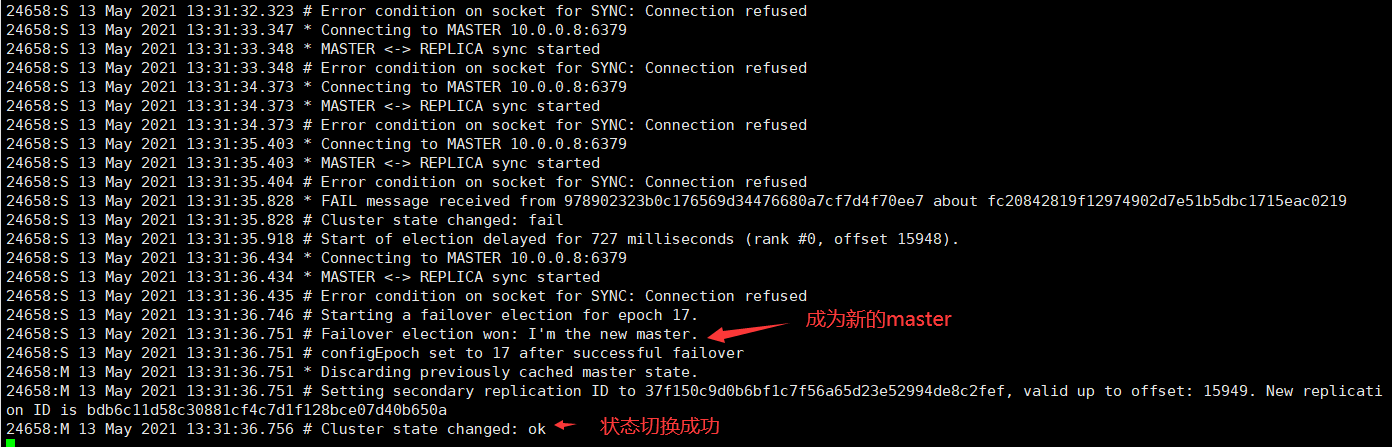 24658:S 13 May 2021 13:31:32.323 # Error condition on socket for SYNC: Connection refused
24658:S 13 May 2021 13:31:33.347 * Connecting to MASTER 10.0.0.8:6379
24658:S 13 May 2021 13:31:33.348 * MASTER <-> REPLICA sync started
24658:S 13 May 2021 13:31:33.348 # Error condition on socket for SYNC: Connection refused
24658:S 13 May 2021 13:31:34.373 * Connecting to MASTER 10.0.0.8:6379
24658:S 13 May 2021 13:31:34.373 * MASTER <-> REPLICA sync started
24658:S 13 May 2021 13:31:34.373 # Error condition on socket for SYNC: Connection refused
24658:S 13 May 2021 13:31:35.403 * Connecting to MASTER 10.0.0.8:6379
24658:S 13 May 2021 13:31:35.403 * MASTER <-> REPLICA sync started
24658:S 13 May 2021 13:31:35.404 # Error condition on socket for SYNC: Connection refused
24658:S 13 May 2021 13:31:35.828 * FAIL message received from 978902323b0c176569d34476680a7cf7d4f70ee7 about fc20842819f12974902d7e51b5dbc1715eac0219
24658:S 13 May 2021 13:31:35.828 # Cluster state changed: fail
24658:S 13 May 2021 13:31:35.918 # Start of election delayed for 727 milliseconds (rank #0, offset 15948).
24658:S 13 May 2021 13:31:36.434 * Connecting to MASTER 10.0.0.8:6379
24658:S 13 May 2021 13:31:36.434 * MASTER <-> REPLICA sync started
24658:S 13 May 2021 13:31:36.435 # Error condition on socket for SYNC: Connection refused
24658:S 13 May 2021 13:31:36.746 # Starting a failover election for epoch 17.
24658:S 13 May 2021 13:31:36.751 # Failover election won: I'm the new master. 成为新的master
24658:S 13 May 2021 13:31:36.751 # configEpoch set to 17 after successful failover
24658:M 13 May 2021 13:31:36.751 * Discarding previously cached master state.
24658:M 13 May 2021 13:31:36.751 # Setting secondary replication ID to 37f150c9d0b6bf1c7f56a65d23e52994de8c2fef, valid up to offset: 15949. New replicati
on ID is bdb6c11d58c30881cf4c7d1f128bce07d40b650a
24658:M 13 May 2021 13:31:36.756 # Cluster state changed: ok 状态切换成功